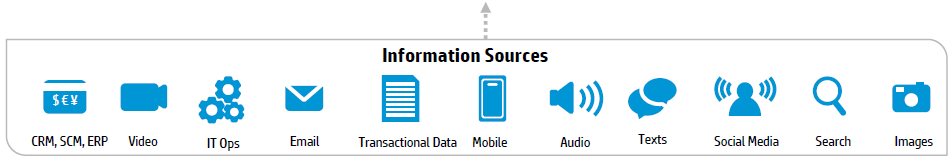 Information Sources
$€¥
CRM, SCM, ERP
Video
IT Ops
Email
Transactional Data
Mobile
Audio
Texts
Social Media
Search
Images